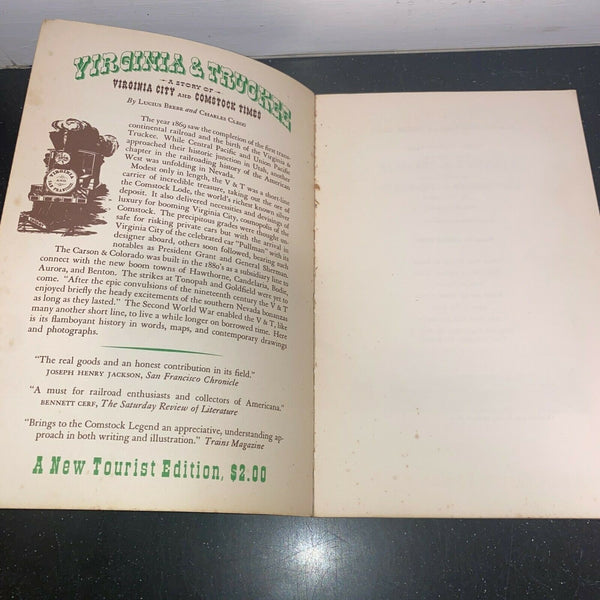 VIRGINIA & TRUCKEE
- A STORY OF -
VIRGINIA CITY AND COMSTOCK TIMES
By Lucius Beebe and Charles Clegg
The year 1869 saw the completion of the first trans-
continental railroad and the birth of the Virginia &
Truckee. While Central Pacific and Union Pacific
approached their historic junction in Utah, another
chapter in the railroading history of the American
West was unfolding in Nevada.
Modest only in length, the V & T was a short-line
carrier of incredible treasure, taking out the ore of
the Comstock Lode, the world's richest known silver
deposit. It also delivered necessities and devisings of
luxury for booming Virginia City, cosmopolis of the
Comstock. The precipitous grades were thought un-
safe for risking private cars but with the arrival in
Virginia City of the celebrated car "Pullman" with its
designer aboard, others soon followed, bearing such
notables as President Grant and General Sherman.
The Carson & Colorado was built in the 1880's as a subsidiary line to
connect with the new boom towns of Hawthorne, Candelaria, Bodie,
Aurora, and Benton. The strikes at Tonopah and Goldfield were yet to
come. "After the epic convulsions of the nineteenth century the V & T
enjoyed briefly the heady excitements of the southern Nevada bonanzas
as long as they lasted." The Second World War enabled the V & T, like
many another short line, to live a while longer on borrowed time. Here
is its flamboyant history in words, maps, and contemporary drawings
and photographs.
"The real goods and an honest contribution in its field."
JOSEPH HENRY JACKSON, San Francisco Chronicle
"A must for railroad enthusiasts and collectors of Americana."
BENNETT CERF, The Saturday Review of Literature
"Brings to the Comstock Legend an appreciative, understanding ap-
proach in both writing and illustration." Trains Magazine
A New Tourist Edition, $2.00